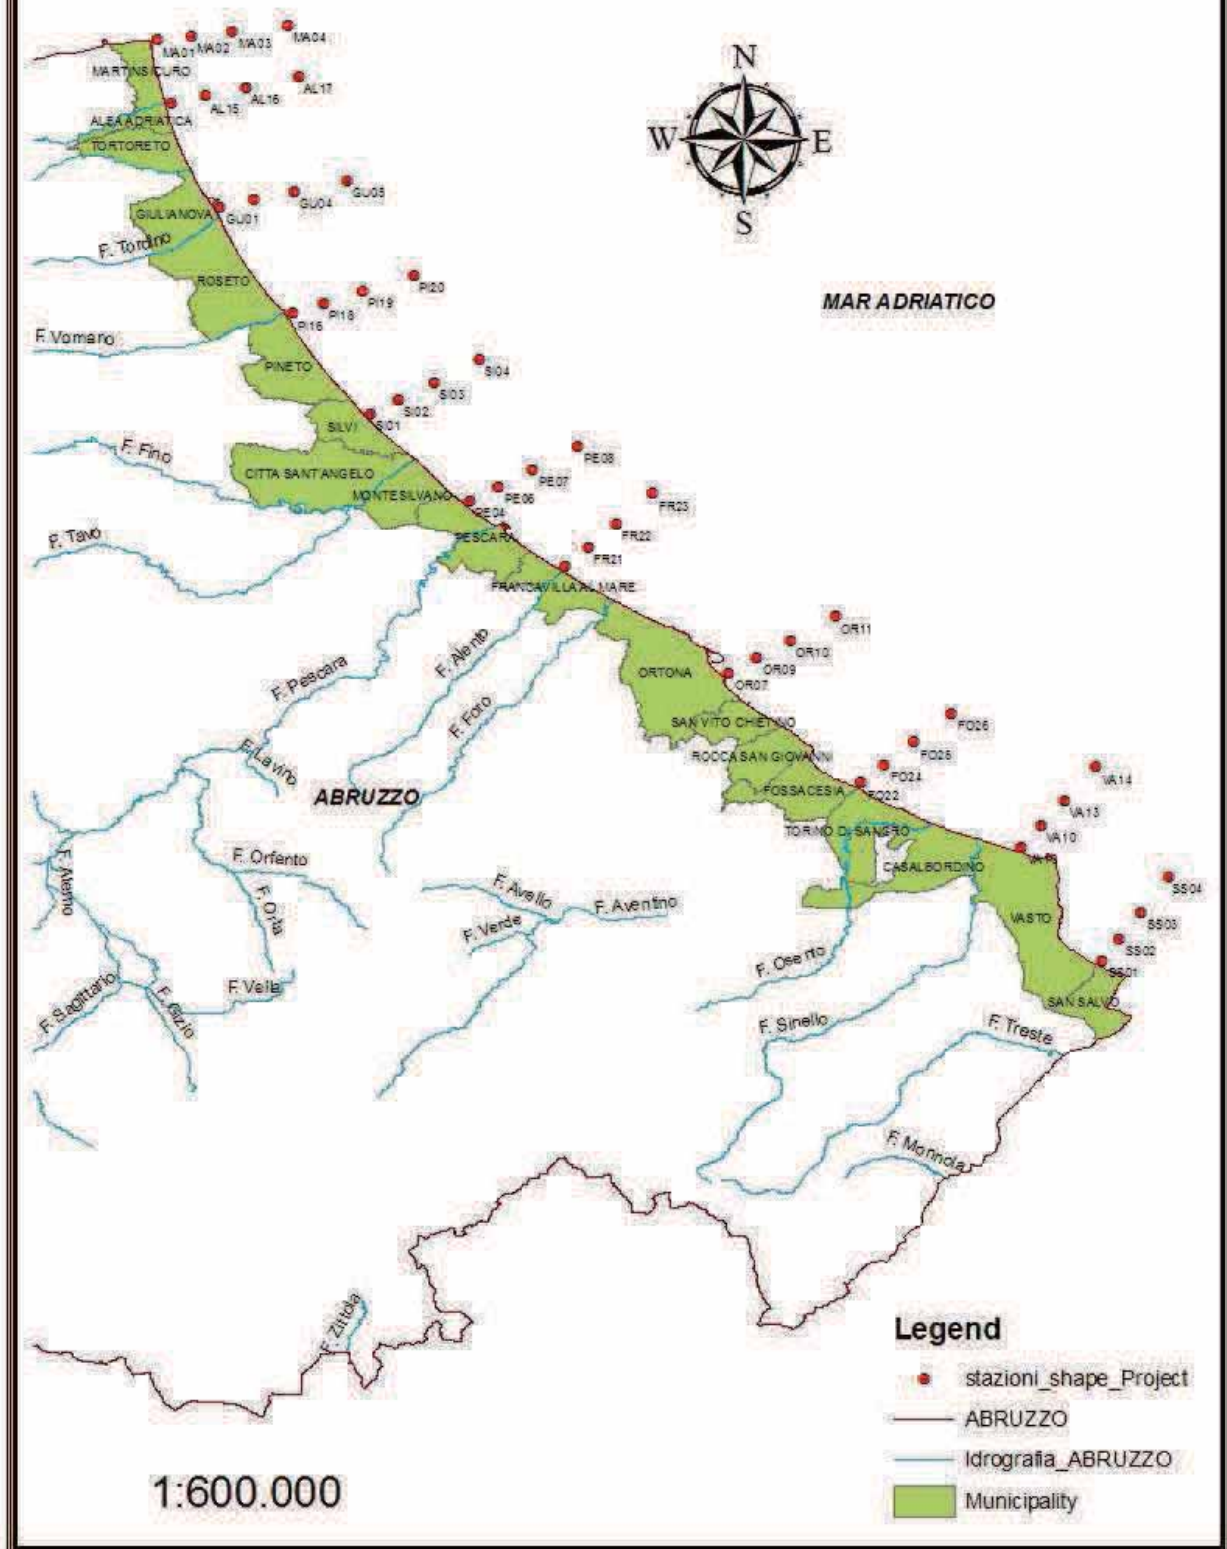 MA01 MA02 MA03 MA04
MARTINSICURO
AL15 AL16 AL17
ALBA ADRIATICA
TORTORETO
N
W E
S
GIULIANOVA
GU01 GU04 GU05
F. Tordino
ROSETO
PI16 PI18 PI19 PI20
MAR ADRIATICO
F. Vomano
PINETO
SI01 SI02 SI03 SI04
SILVI
F. Fino
CITTA SANT'ANGELO
MONTESILVANO
PE04 PE06 PE07 PE08
F. Tavo
PESCARA
FR21 FR22 FR23
FRANCAVILLA AL MARE
F. Pescara
F. Alento
F. Foro
ORTONA
OR07 OR09 OR10 OR11
SAN VITO CHIETINO
ROCCA SAN GIOVANNI
F. Lavino
ABRUZZO
FOSSACESIA
FO22 FO24 FO25 FO26
TORINO DI SANGRO
CASALBORDINO
VA10 VA13 VA14
F. Aterno
F. Orfento
F. Orta
F. Avello
F. Aventino
F. Verde
VASTO
SS01 SS02 SS03 SS04
F. Osento
F. Sagittario
F. Gizio
F. Vella
SAN SALVO
F. Sinello
F. Treste
F. Monnola
F. Zittola
Legend
stazioni_shape_Project
ABRUZZO
Idrografia_ABRUZZO
Municipality
1:600.000